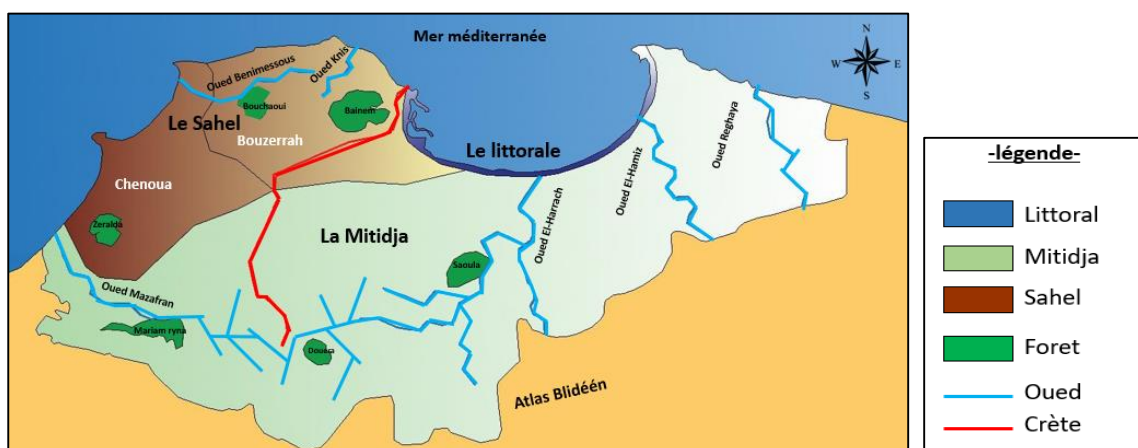 Mer méditerranée
N
W
E
S
Oued Benimessous
Oued Knis
Bouchaoui
Bainem
Le Sahel
Bouzerrah
Le littorale
Oued Reghaya
Oued El-Hamiz
Chenoua
Zeralda
La Mitidja
Oued El-Harrach
Saoula
Oued Mazafran
Mariam ryna
Douera
Atlas Blidéén
-légende-
Littoral
Mitidja
Sahel
Foret
Oued
Crète